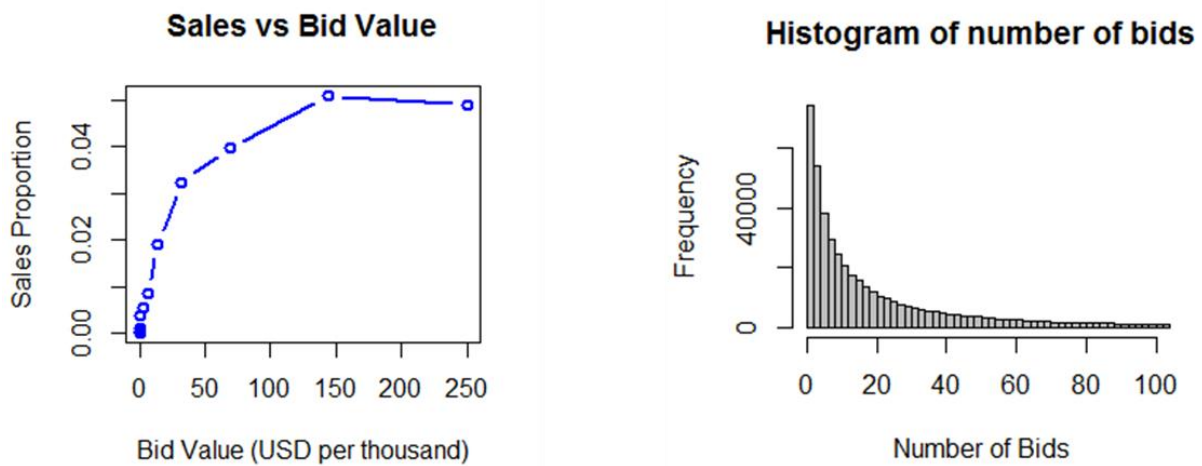 Sales vs Bid Value
Sales Proportion
0.00 0.02 0.04
0 50 100 150 200 250
Bid Value (USD per thousand)
Histogram of number of bids
Frequency
0 40000
0 20 40 60 80 100
Number of Bids